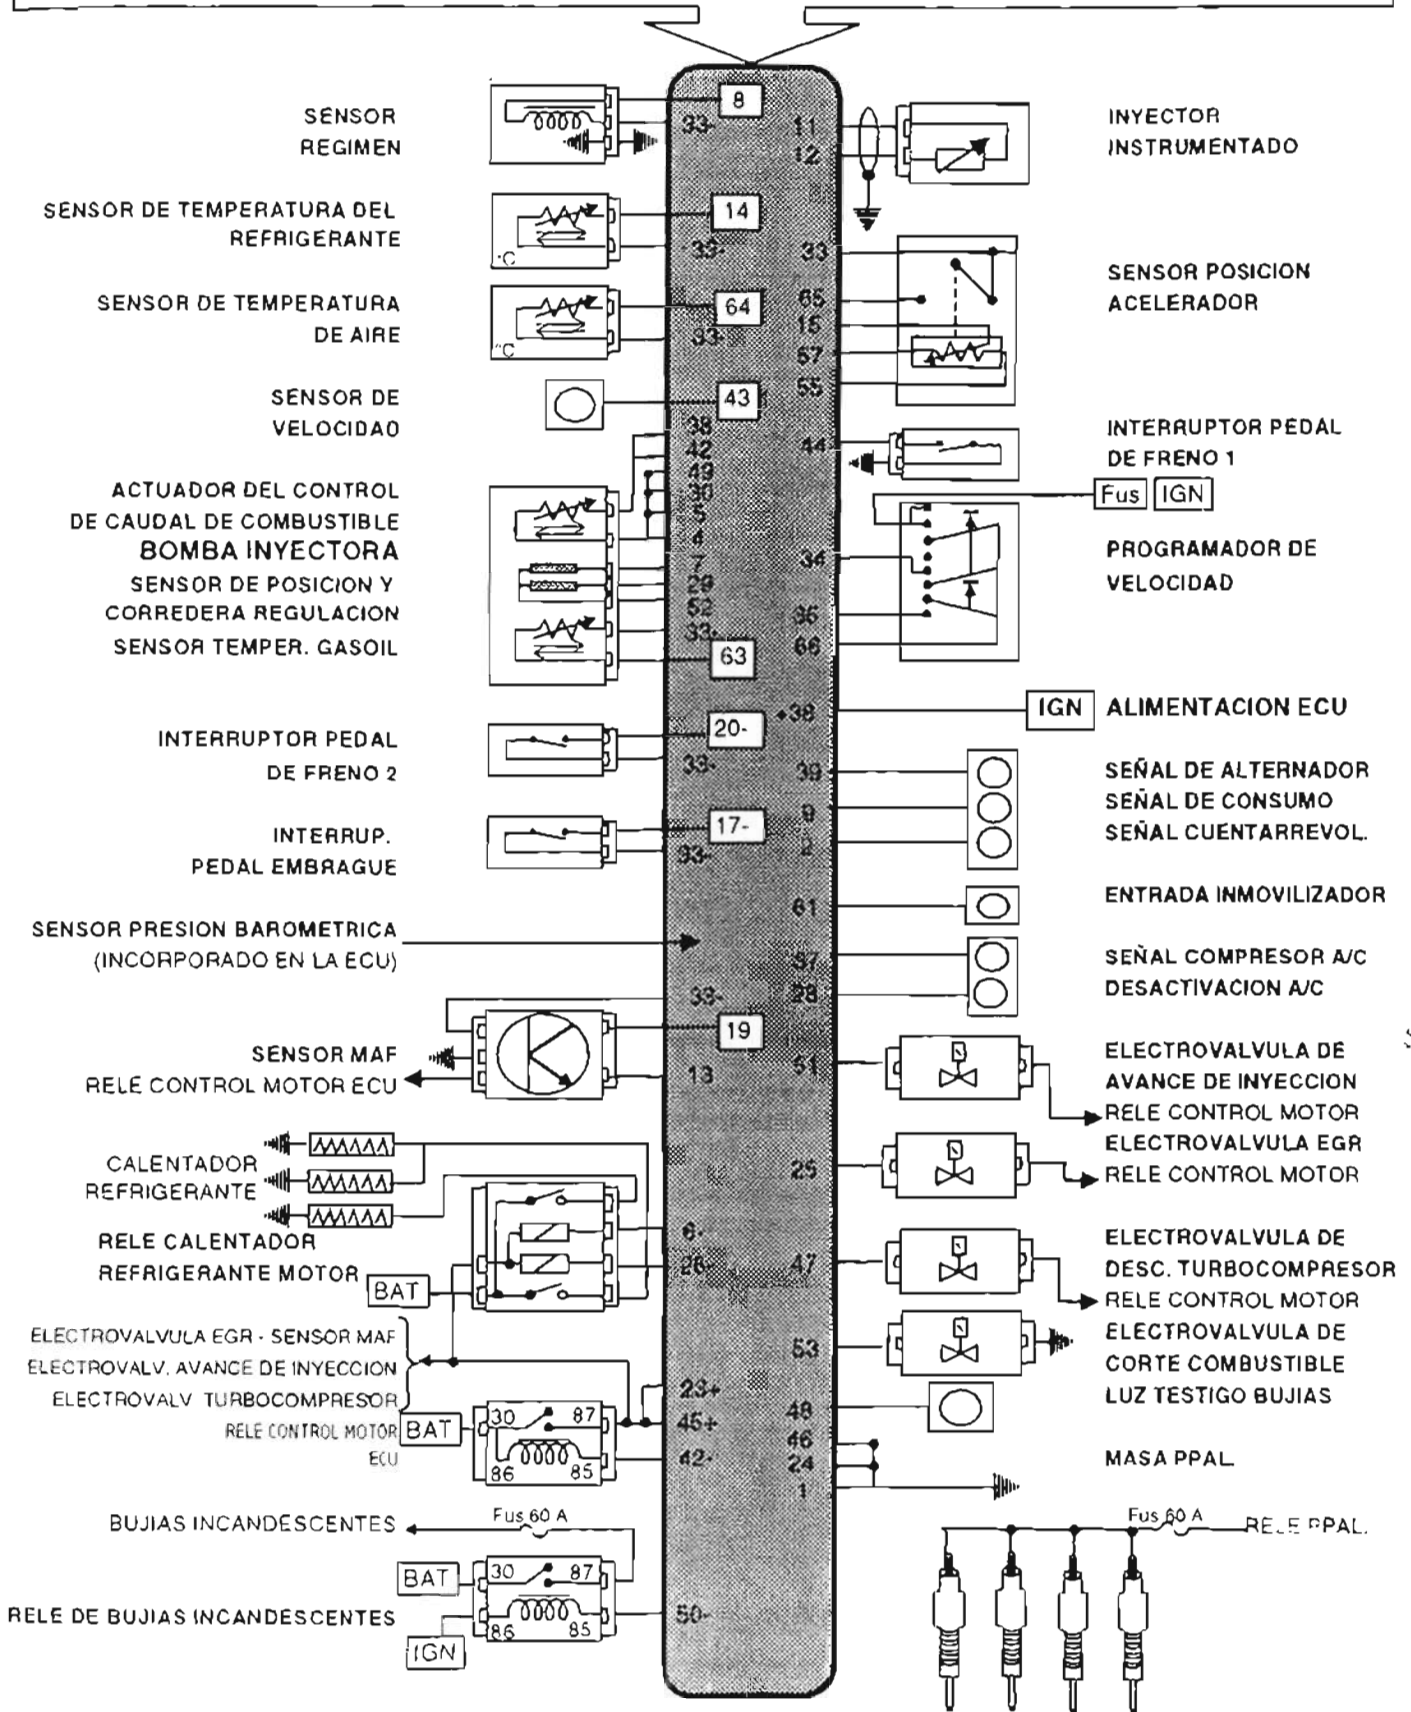 SENSOR
REGIMEN
8
33-
11
12
INYECTOR
INSTRUMENTADO
SENSOR DE TEMPERATURA DEL
REFRIGERANTE
°C
14
33-
33
65
15
57
55
SENSOR POSICION
ACELERADOR
SENSOR DE TEMPERATURA
DE AIRE
°C
64
33-
SENSOR DE
VELOCIDAD
43
38
42
49
30
5
4
7
29
52
33-
63
44
INTERRUPTOR PEDAL
DE FRENO 1
Fus IGN
ACTUADOR DEL CONTROL
DE CAUDAL DE COMBUSTIBLE
BOMBA INYECTORA
SENSOR DE POSICION Y
CORREDERA REGULACION
SENSOR TEMPER. GASOIL
34
66
PROGRAMADOR DE
VELOCIDAD
+38
IGN ALIMENTACION ECU
INTERRUPTOR PEDAL
DE FRENO 2
20-
33-
39
9
2
SEÑAL DE ALTERNADOR
SEÑAL DE CONSUMO
SEÑAL CUENTARREVOL.
INTERRUP.
PEDAL EMBRAGUE
17-
33-
61
ENTRADA INMOVILIZADOR
SENSOR PRESION BAROMETRICA
(INCORPORADO EN LA ECU)
28
SEÑAL COMPRESOR A/C
DESACTIVACION A/C
33-
19
13
SENSOR MAF
RELE CONTROL MOTOR ECU
51
ELECTROVALVULA DE
AVANCE DE INYECCION
RELE CONTROL MOTOR
25
ELECTROVALVULA EGR
RELE CONTROL MOTOR
CALENTADOR
REFRIGERANTE
RELE CALENTADOR
REFRIGERANTE MOTOR
BAT
6-
26-
47
ELECTROVALVULA DE
DESC. TURBOCOMPRESOR
RELE CONTROL MOTOR
53
ELECTROVALVULA DE
CORTE COMBUSTIBLE
ELECTROVALVULA EGR - SENSOR MAF
ELECTROVALV. AVANCE DE INYECCION
ELECTROVALV TURBOCOMPRESOR
RELE CONTROL MOTOR
ECU
BAT
30
87
86
85
23+
45+
42-
48
LUZ TESTIGO BUJIAS
46
24
1
MASA PPAL
BUJIAS INCANDESCENTES
Fus 60 A
BAT
30
87
86
85
RELE DE BUJIAS INCANDESCENTES
IGN
50-
Fus 60 A
RELE PPAL.